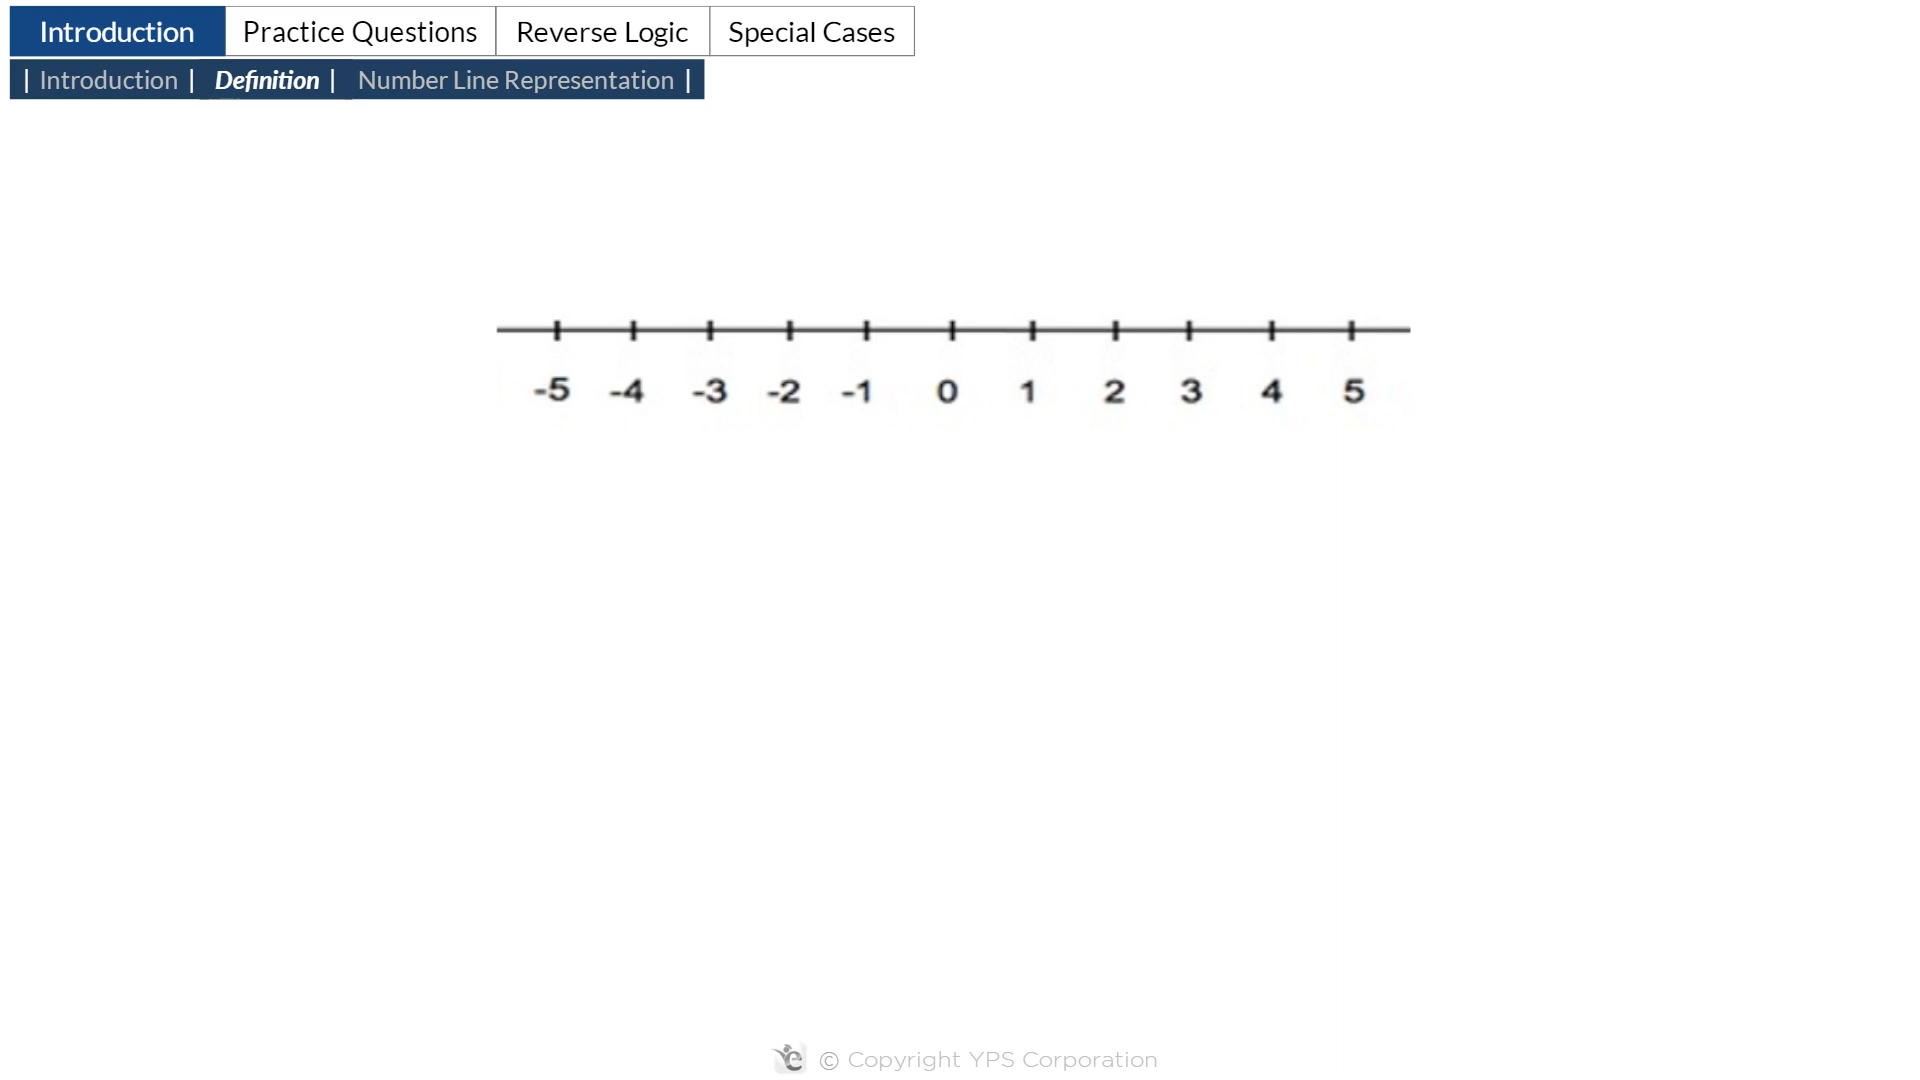 Introduction Practice Questions Reverse Logic Special Cases
| Introduction | Definition | Number Line Representation |
-5 -4 -3 -2 -1 0 1 2 3 4 5
© Copyright YPS Corporation